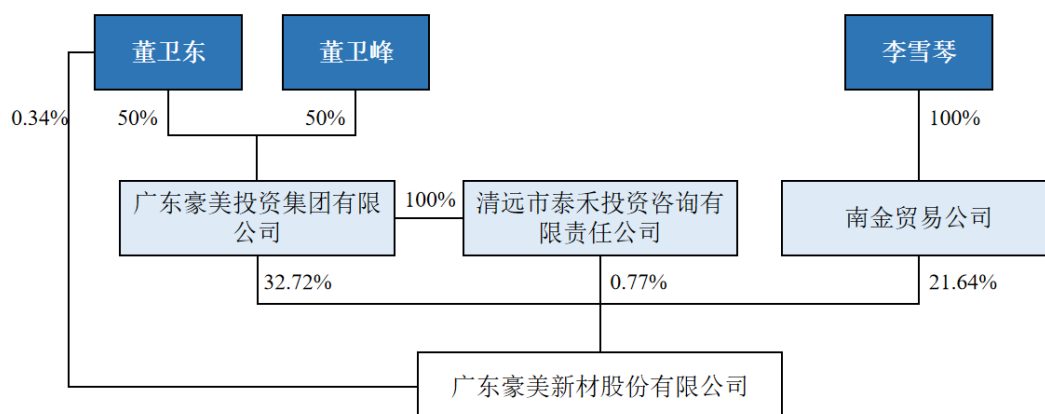 董卫东
董卫峰
李雪琴
0.34%
50%
50%
100%
广东豪美投资集团有限
公司
100%
清远市泰禾投资咨询有
限责任公司
南金贸易公司
32.72%
0.77%
21.64%
广东豪美新材股份有限公司